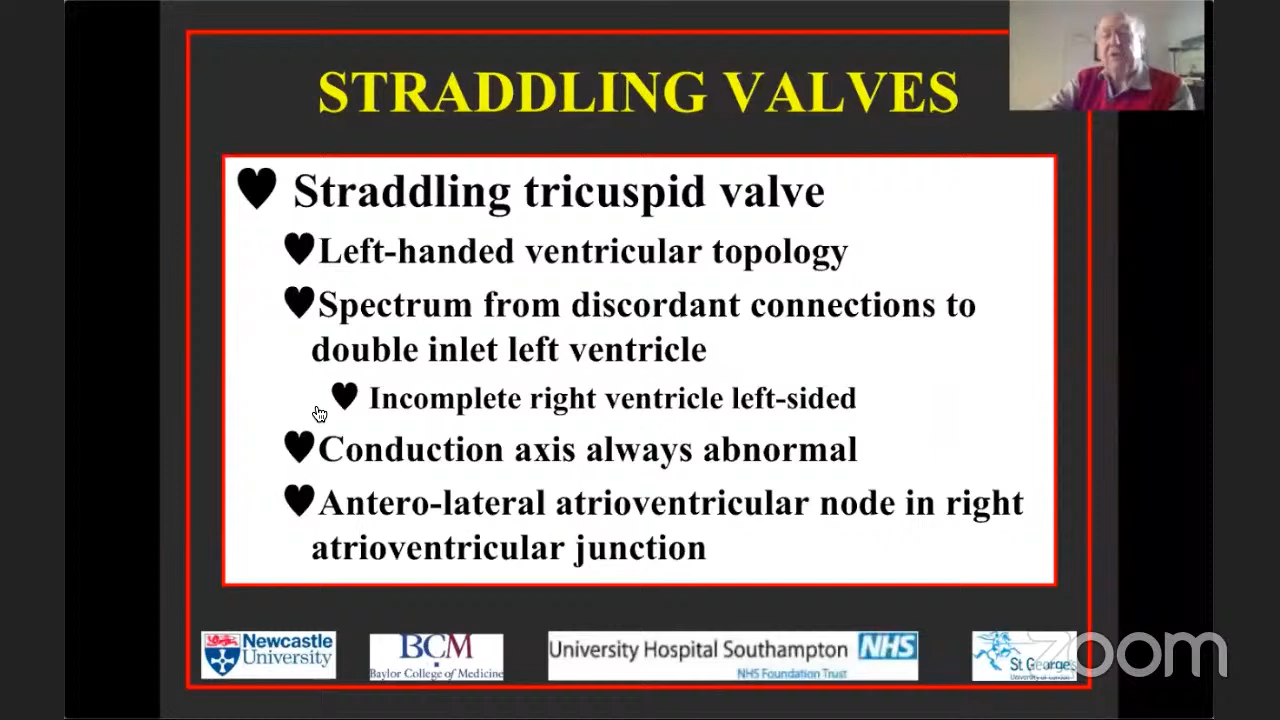 STRADDLING VALVES
Straddling tricuspid valve
Left-handed ventricular topology
Spectrum from discordant connections to
double inlet left ventricle
Incomplete right ventricle left-sided
Conduction axis always abnormal
Antero-lateral atrioventricular node in right
atrioventricular junction
Newcastle
University
BCM
Baylor College of Medicine
University Hospital Southampton NHS
NHS Foundation Trust
St George's
zoom